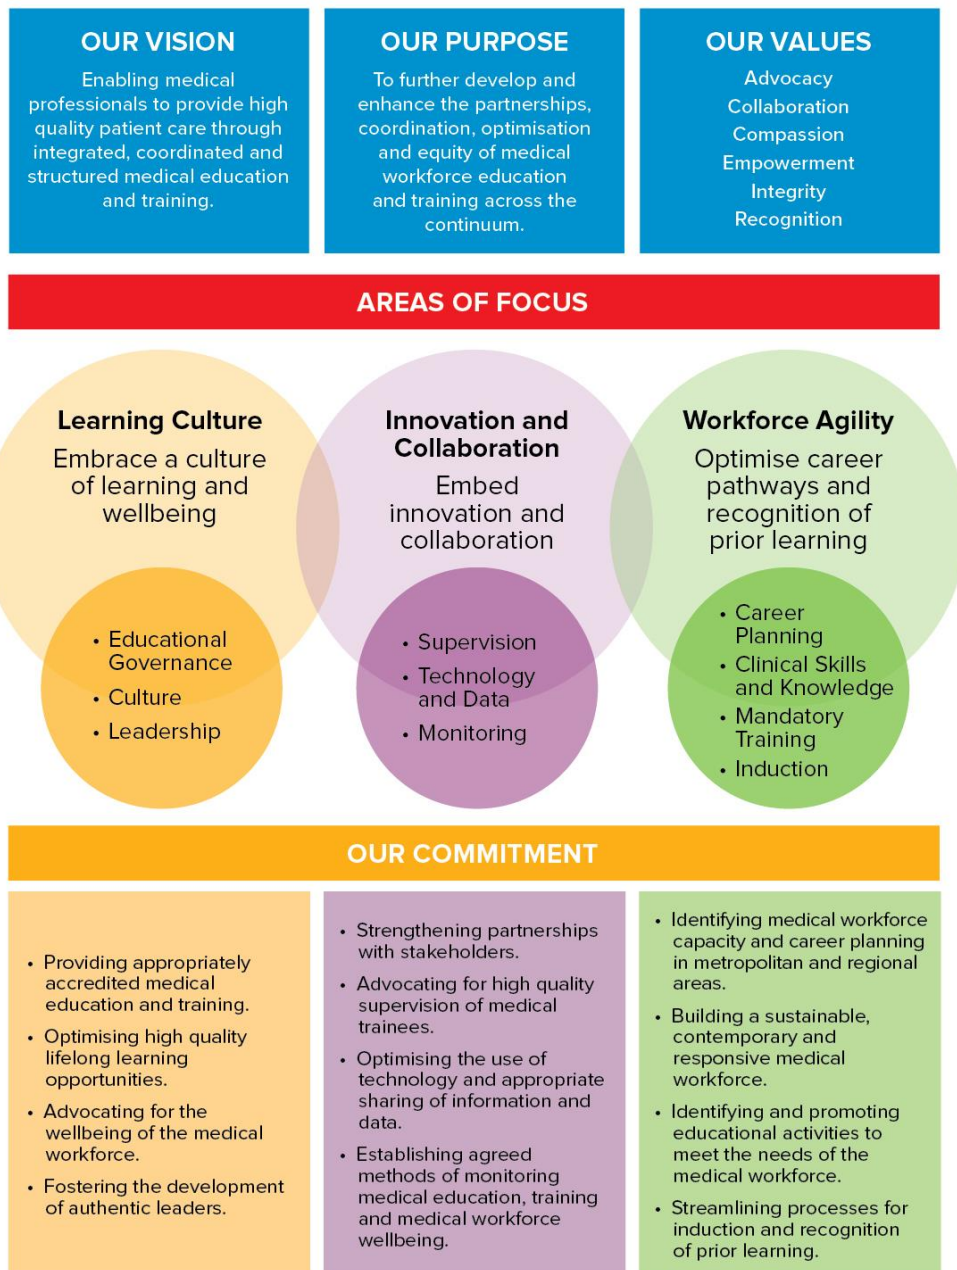 OUR VISION
Enabling medical
professionals to provide high
quality patient care through
integrated, coordinated and
structured medical education
and training.
OUR PURPOSE
To further develop and
enhance the partnerships,
coordination, optimisation
and equity of medical
workforce education
and training across the
continuum.
OUR VALUES
Advocacy
Collaboration
Compassion
Empowerment
Integrity
Recognition
AREAS OF FOCUS
Learning Culture
Embrace a culture
of learning and
wellbeing
• Educational
Governance
• Culture
• Leadership
Innovation and
Collaboration
Embed
innovation and
collaboration
• Supervision
• Technology
and Data
• Monitoring
Workforce Agility
Optimise career
pathways and
recognition of
prior learning
• Career
Planning
• Clinical Skills
and Knowledge
• Mandatory
Training
• Induction
OUR COMMITMENT
• Providing appropriately
accredited medical
education and training.
• Optimising high quality
lifelong learning
opportunities.
• Advocating for the
wellbeing of the medical
workforce.
• Fostering the development
of authentic leaders.
• Strengthening partnerships
with stakeholders.
• Advocating for high quality
supervision of medical
trainees.
• Optimising the use of
technology and appropriate
sharing of information and
data.
• Establishing agreed
methods of monitoring
medical education, training
and medical workforce
wellbeing.
• Identifying medical workforce
capacity and career planning
in metropolitan and regional
areas.
• Building a sustainable,
contemporary and
responsive medical
workforce.
• Identifying and promoting
educational activities to
meet the needs of the
medical workforce.
• Streamlining processes for
induction and recognition
of prior learning.